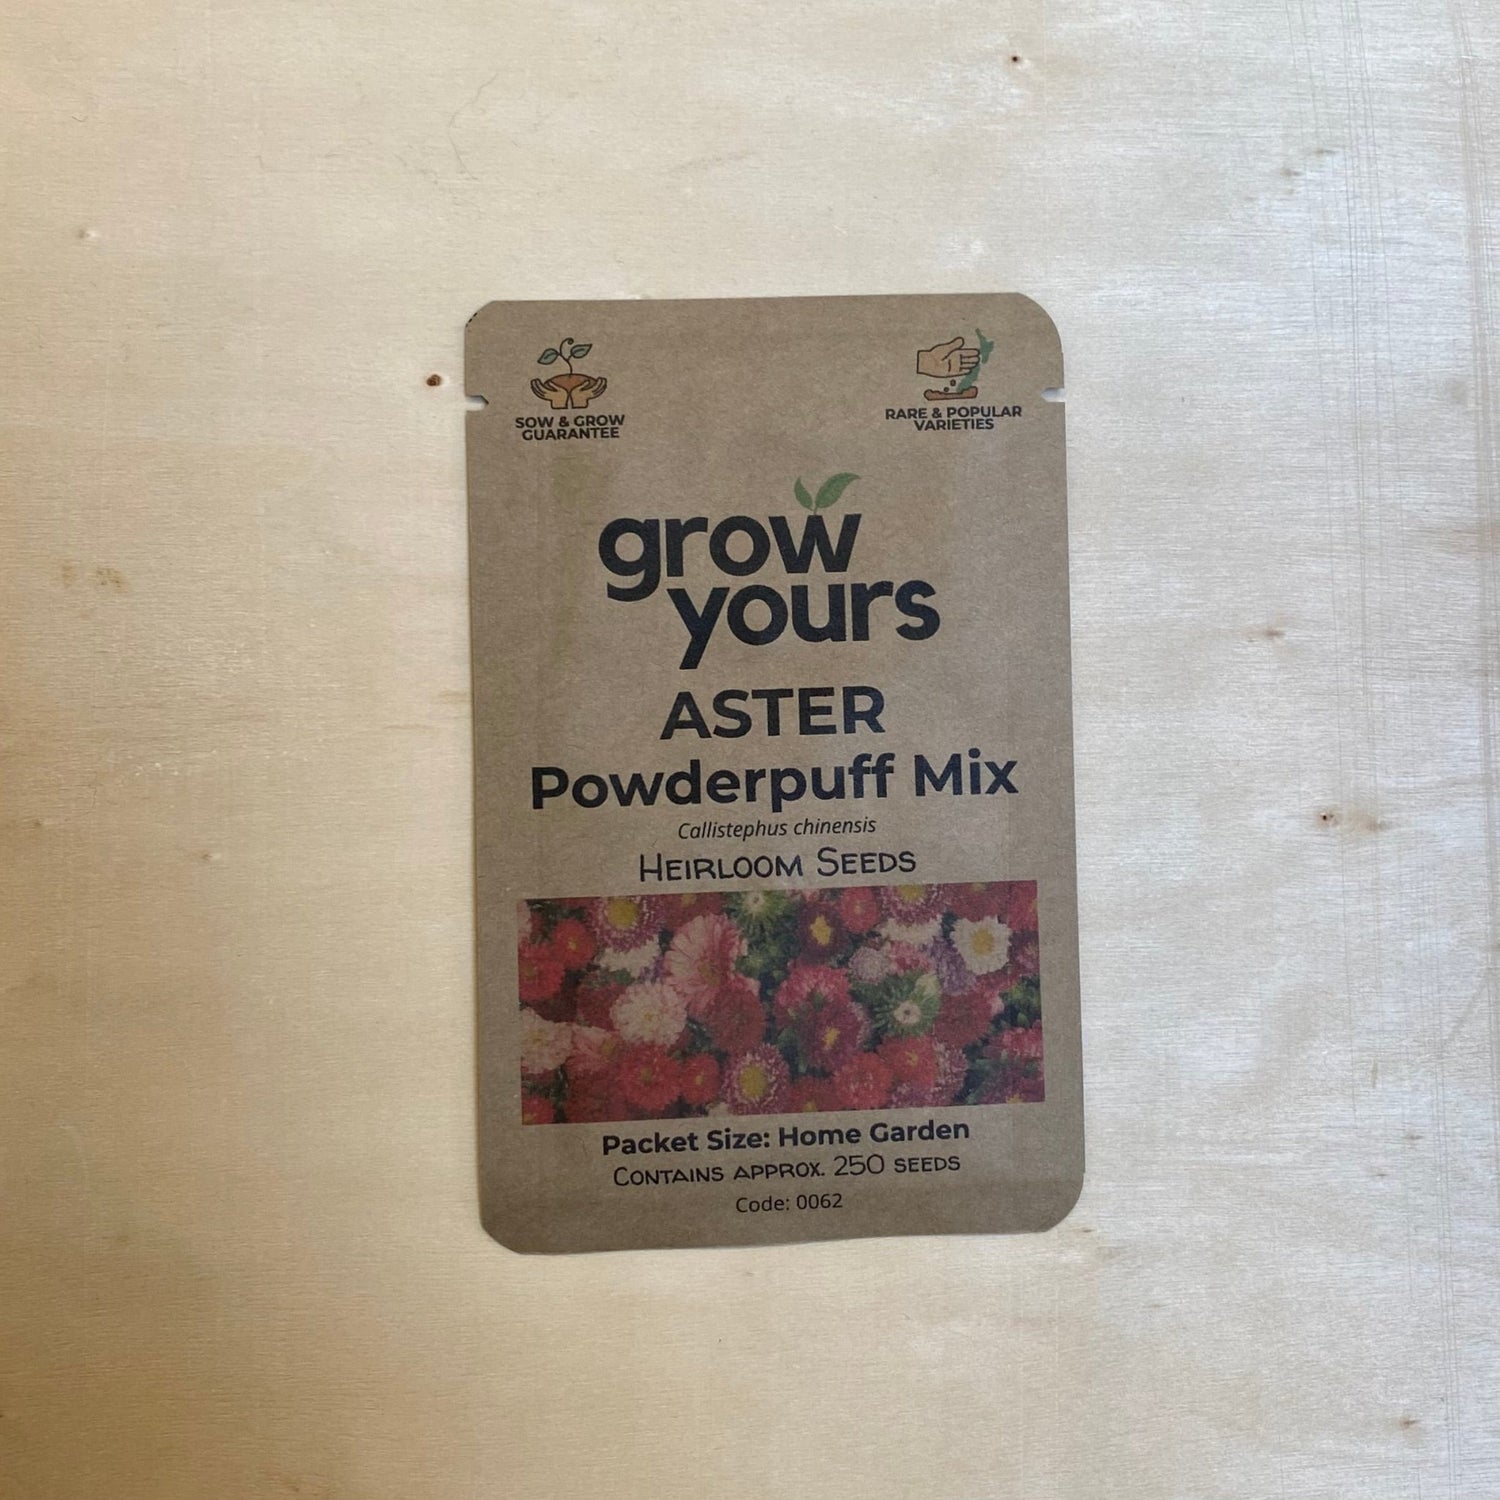 SOW & GROW
GUARANTEE
RARE & POPULAR
VARIETIES
grow
yours
ASTER
Powderpuff Mix
Callistephus chinensis
HEIRLOOM SEEDS
Packet Size: Home Garden
CONTAINS APPROX. 250 SEEDS
Code: 0062